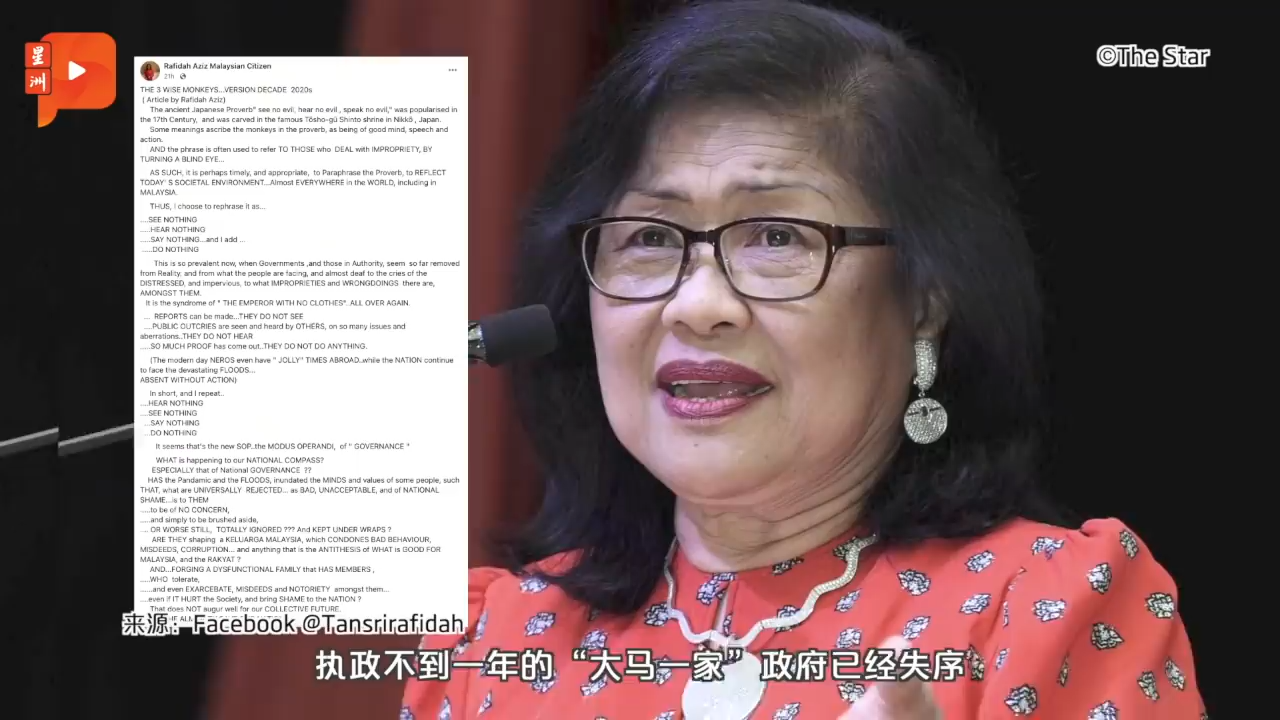 星
洲
©The Star
Rafidah Aziz Malaysian Citizen
21h
THE 3 WISE MONKEYS...VERSION DECADE 2020s
( Article by Rafidah Aziz)
The ancient Japanese Proverb" see no evil, hear no evil , speak no evil," was popularised in
the 17th Century, and was carved in the famous Tōsho-gū Shinto shrine in Nikkō , Japan.
Some meanings ascribe the monkeys in the proverb, as being of good mind, speech and
action.
AND the phrase is often used to refer TO THOSE who DEAL with IMPROPRIETY, BY
TURNING A BLIND EYE...
AS SUCH, it is perhaps timely, and appropriate, to Paraphrase the Proverb, to REFLECT
TODAY' S SOCIETAL ENVIRONMENT...Almost EVERYWHERE in the WORLD, including in
MALAYSIA.
THUS, I choose to rephrase it as...
....SEE NOTHING
.....HEAR NOTHING
.....SAY NOTHING...and I add ...
.....DO NOTHING
This is so prevalent now, when Governments ,and those in Authority, seem so far removed
from Reality, and from what the people are facing, and almost deaf to the cries of the
DISTRESSED, and impervious, to what IMPROPRIETIES and WRONGDOINGS there are,
AMONGST THEM.
It is the syndrome of " THE EMPEROR WITH NO CLOTHES". ALL OVER AGAIN.
... REPORTS can be made...THEY DO NOT SEE
....PUBLIC OUTCRIES are seen and heard by OTHERS, on so many issues and
aberrations..THEY DO NOT HEAR
.....SO MUCH PROOF has come out..THEY DO NOT DO ANYTHING.
(The modern day NEROS even have " JOLLY" TIMES ABROAD..while the NATION continue
to face the devastating FLOODS...
ABSENT WITHOUT ACTION)
In short, and I repeat..
....HEAR NOTHING
....SEE NOTHING
...SAY NOTHING
...DO NOTHING
It seems that's the new SOP..the MODUS OPERANDI, of " GOVERNANCE "
WHAT is happening to our NATIONAL COMPASS?
ESPECIALLY that of National GOVERNANCE ??
HAS the Pandamic and the FLOODS, inundated the MINDS and values of some people, such
THAT, what are UNIVERSALLY REJECTED... as BAD, UNACCEPTABLE, and of NATIONAL
SHAME...is to THEM
.....to be of NO CONCERN,
.....and simply to be brushed aside,
.... OR WORSE STILL, TOTALLY IGNORED ??? And KEPT UNDER WRAPS ?
ARE THEY shaping a KELUARGA MALAYSIA, which CONDONES BAD BEHAVIOUR,
MISDEEDS, CORRUPTION... and anything that is the ANTITHESIS of WHAT is GOOD FOR
MALAYSIA, and the RAKYAT ?
AND...FORGING A DYSFUNCTIONAL FAMILY that HAS MEMBERS ,
......WHO tolerate,
......and even EXARCEBATE, MISDEEDS and NOTORIETY amongst them...
....even if IT HURT the Society, and bring SHAME to the NATION ?
That does NOT augur well for our COLLECTIVE FUTURE.
来源：Facebook @Tansrirafidah
执政不到一年的“大马一家”政府已经失序